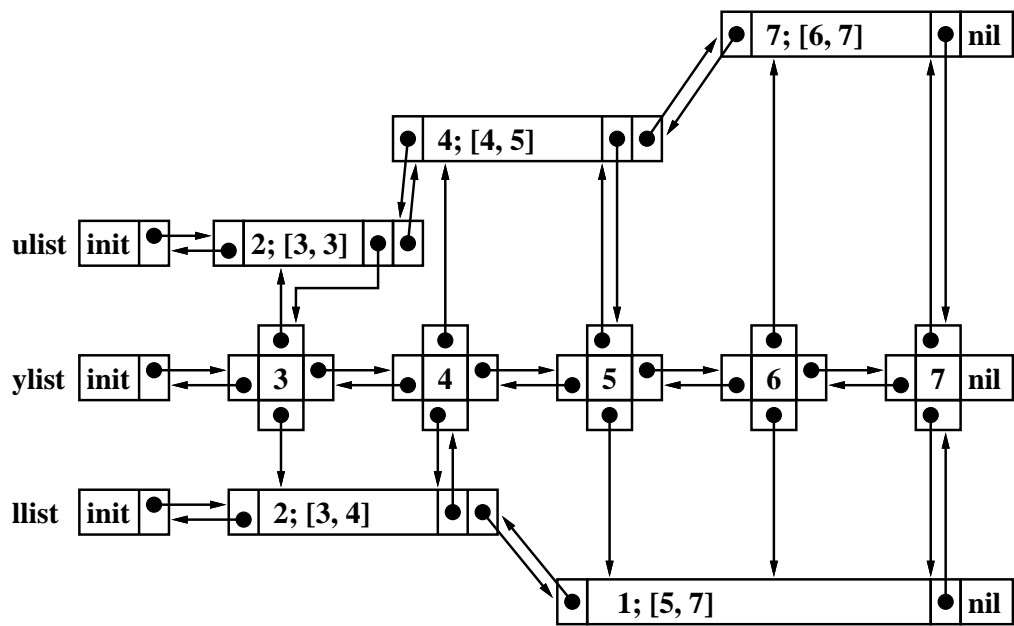 7; [6, 7] nil
4; [4, 5]
ulist init 2; [3, 3]
ylist init 3 4 5 6 7 nil
llist init 2; [3, 4]
1; [5, 7] nil